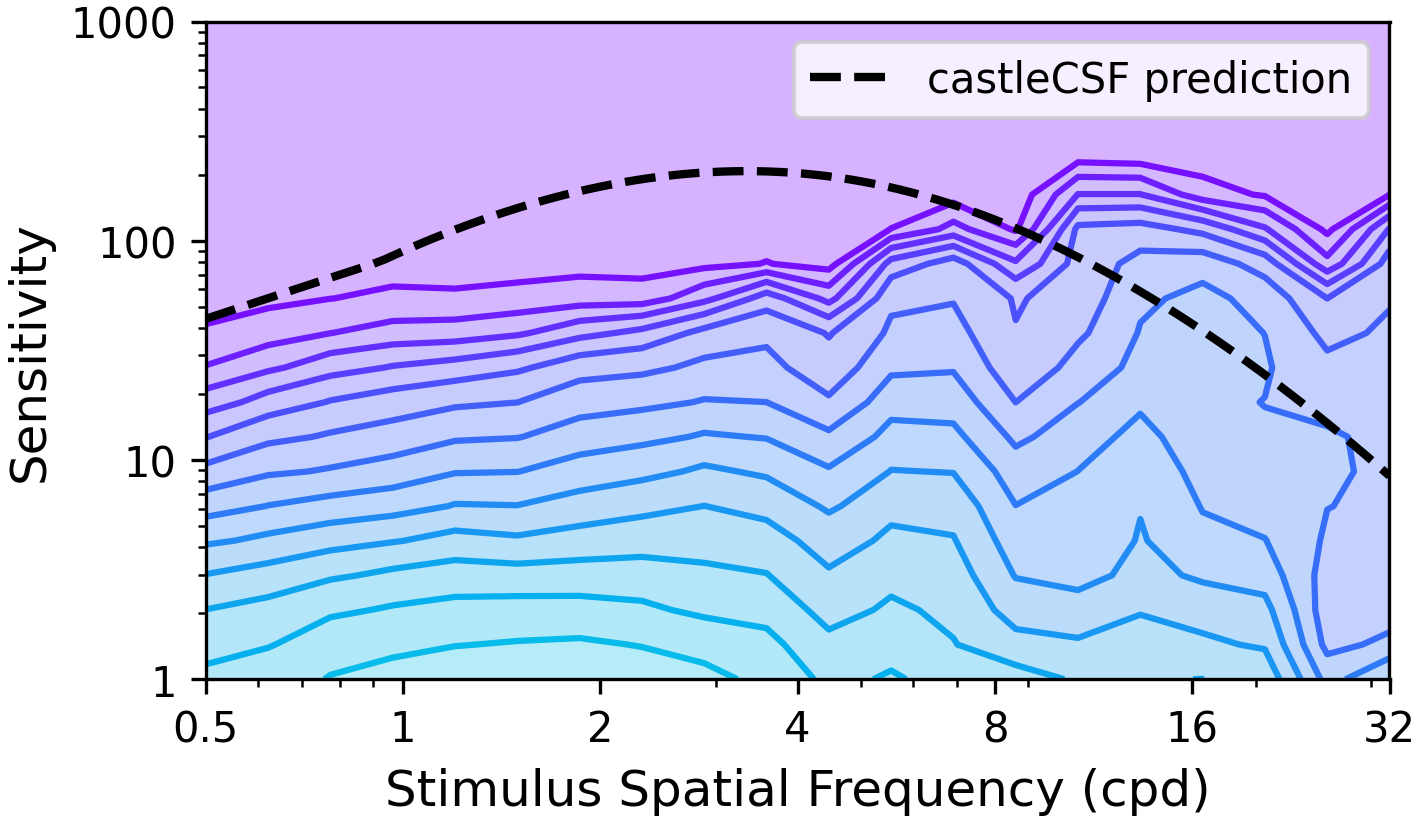 1000
100
10
1
Sensitivity
castleCSF prediction
0.5 1 2 4 8 16 32
Stimulus Spatial Frequency (cpd)